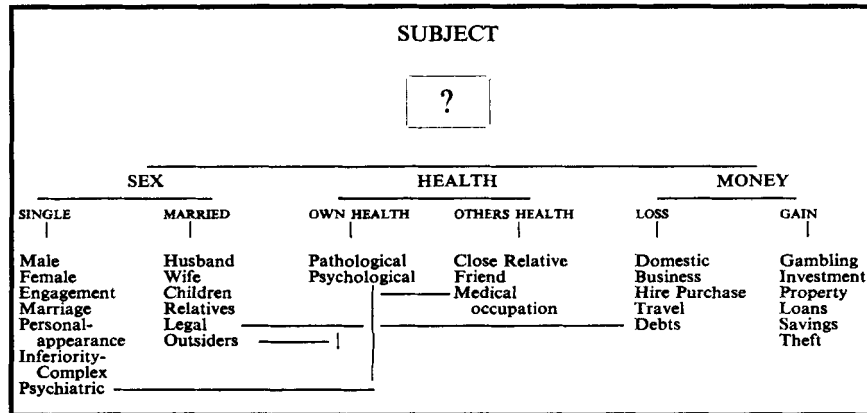 SUBJECT
?
SEX HEALTH MONEY
SINGLE MARRIED OWN HEALTH OTHERS HEALTH LOSS GAIN
Male Husband Pathological Close Relative Domestic Gambling
Female Wife Psychological Friend Business Investment
Engagement Children Medical Hire Purchase Property
Marriage Relatives occupation Travel Loans
Personal- Legal Debts Savings
appearance Outsiders Theft
Inferiority-
Complex
Psychiatric